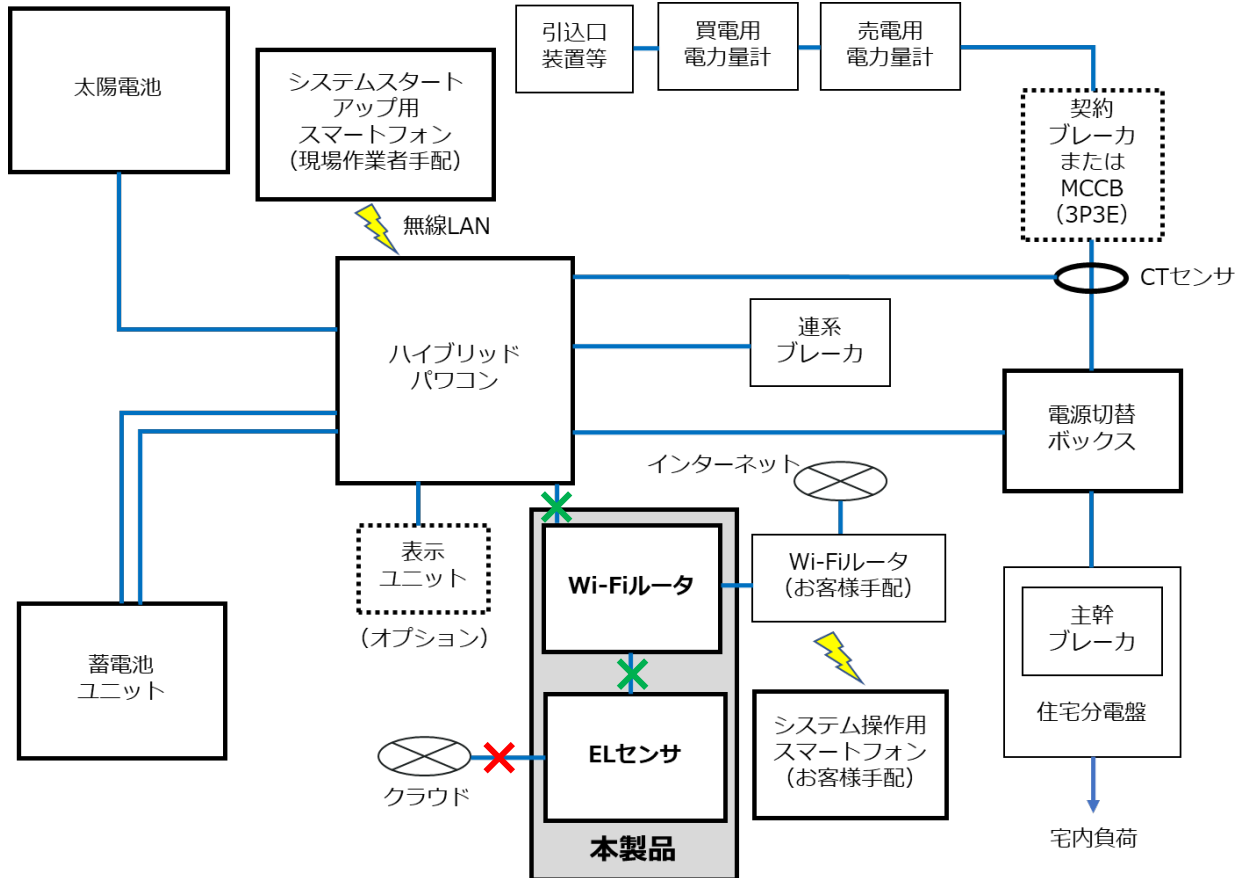 引込口
装置等
買電用
電力量計
売電用
電力量計
太陽電池
システムスタート
アップ用
スマートフォン
（現場作業者手配）
契約
ブレーカ
または
MCCB
（3P3E）
無線LAN
CTセンサ
ハイブリッド
パワコン
連系
ブレーカ
電源切替
ボックス
インターネット
表示
ユニット
（オプション）
Wi-Fiルータ
Wi-Fiルータ
（お客様手配）
主幹
ブレーカ
住宅分電盤
蓄電池
ユニット
ELセンサ
システム操作用
スマートフォン
（お客様手配）
クラウド
本製品
宅内負荷